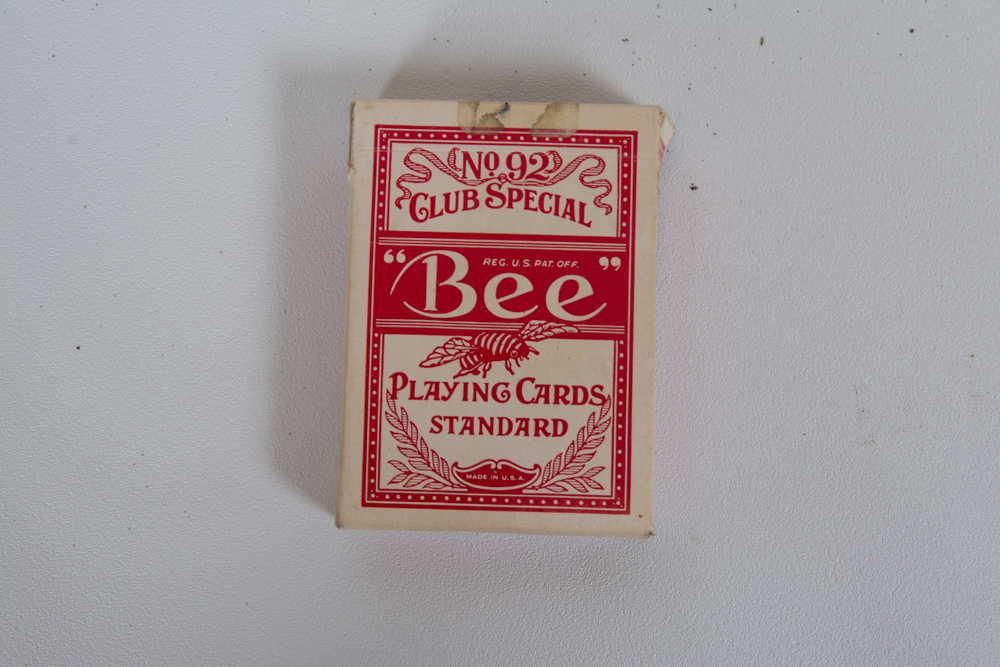 No 92
CLUB SPECIAL
REG. U.S. PAT. OFF.
“Bee”
PLAYING CARDS
STANDARD
MADE IN U.S.A.